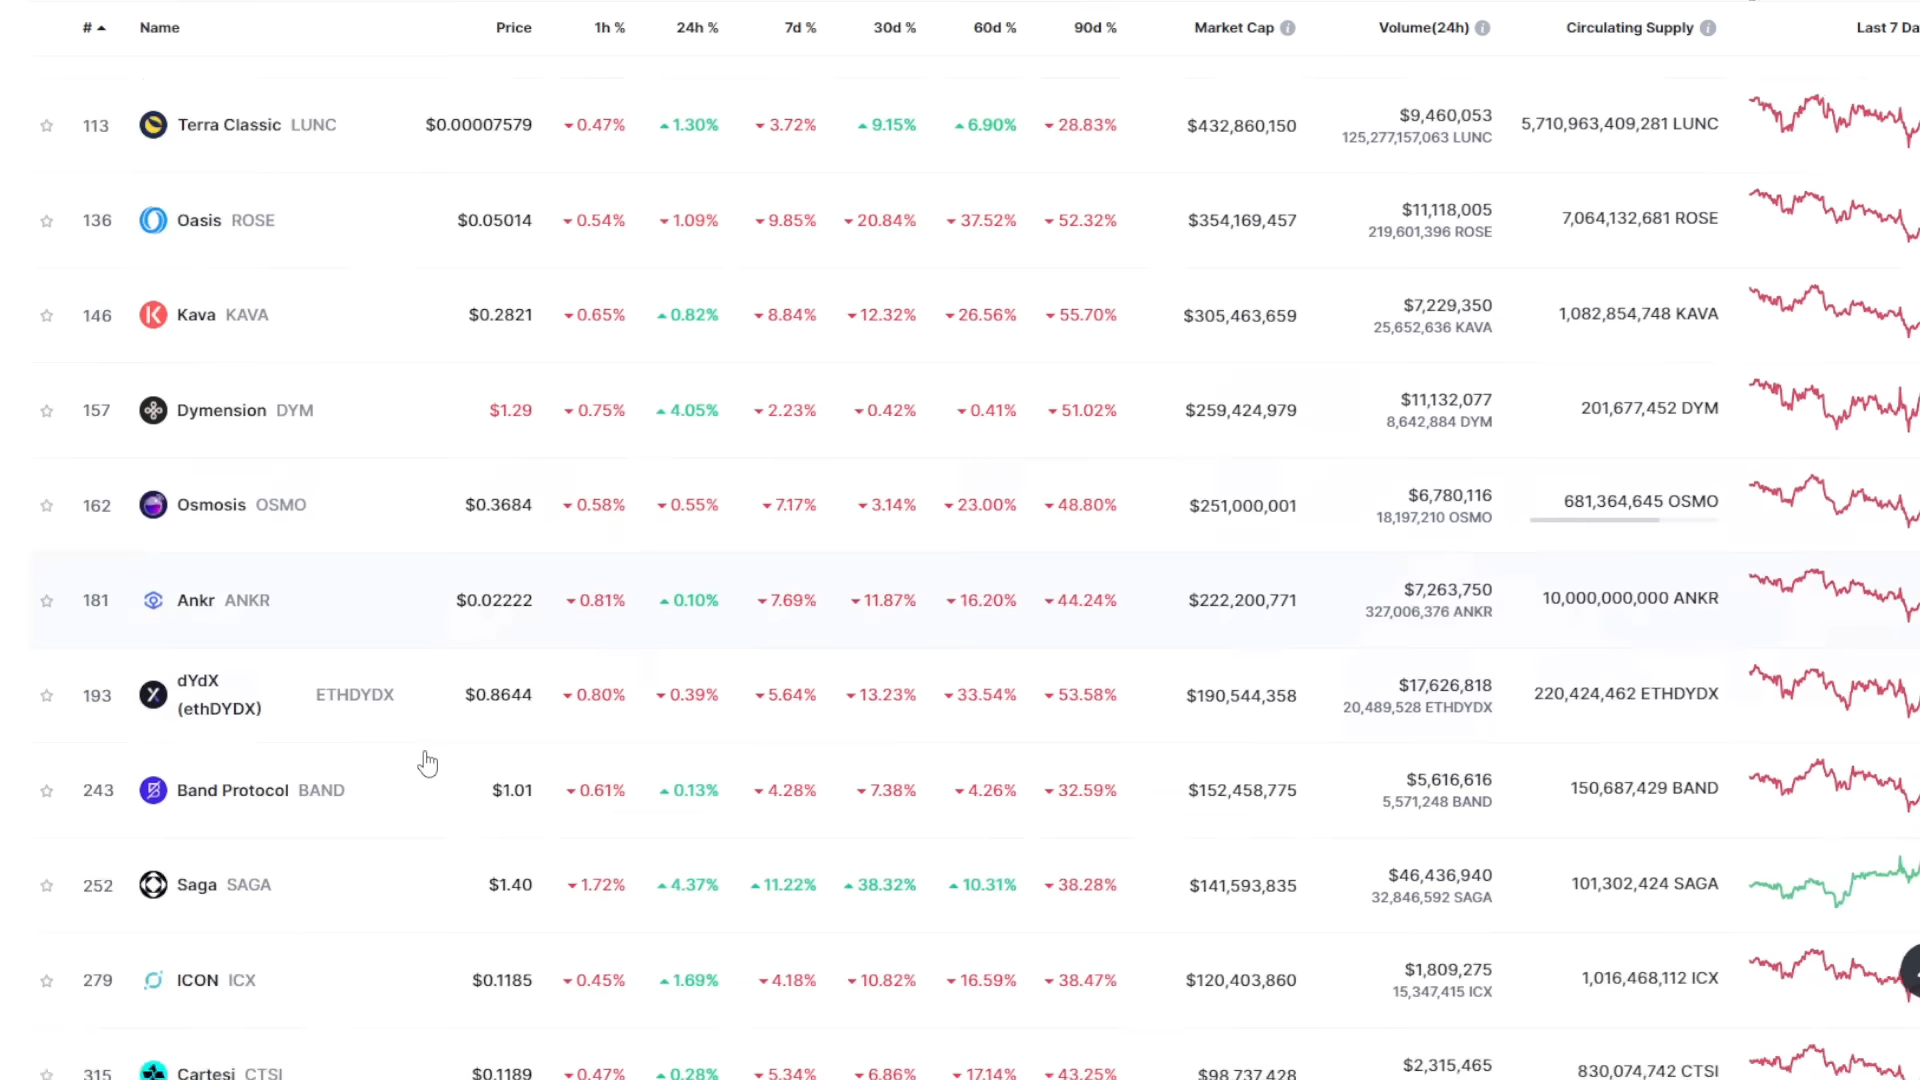 # Name Price 1h % 24h % 7d % 30d % 60d % 90d % Market Cap Volume(24h) Circulating Supply Last 7 Da
113 Terra Classic LUNC $0.00007579 0.47% 1.30% 3.72% 9.15% 6.90% 28.83% $432,860,150 $9,460,053 5,710,963,409,281 LUNC
125,277,157,063 LUNC
136 Oasis ROSE $0.05014 0.54% 1.09% 9.85% 20.84% 37.52% 52.32% $354,169,457 $11,118,005 7,064,132,681 ROSE
219,601,396 ROSE
146 Kava KAVA $0.2821 0.65% 0.82% 8.84% 12.32% 26.56% 55.70% $305,463,659 $7,229,350 1,082,854,748 KAVA
25,652,636 KAVA
157 Dymension DYM $1.29 0.75% 4.05% 2.23% 0.42% 0.41% 51.02% $259,424,979 $11,132,077 201,677,452 DYM
8,642,884 DYM
162 Osmosis OSMO $0.3684 0.58% 0.55% 7.17% 3.14% 23.00% 48.80% $251,000,001 $6,780,116 681,364,645 OSMO
18,197,210 OSMO
181 Ankr ANKR $0.02222 0.81% 0.10% 7.69% 11.87% 16.20% 44.24% $222,200,771 $7,263,750 10,000,000,000 ANKR
327,006,376 ANKR
193 dYdX (ethDYDX) ETHDYDX $0.8644 0.80% 0.39% 5.64% 13.23% 33.54% 53.58% $190,544,358 $17,626,818 220,424,462 ETHDYDX
20,489,528 ETHDYDX
243 Band Protocol BAND $1.01 0.61% 0.13% 4.28% 7.38% 4.26% 32.59% $152,458,775 $5,616,616 150,687,429 BAND
5,571,248 BAND
252 Saga SAGA $1.40 1.72% 4.37% 11.22% 38.32% 10.31% 38.28% $141,593,835 $46,436,940 101,302,424 SAGA
32,846,592 SAGA
279 ICON ICX $0.1185 0.45% 1.69% 4.18% 10.82% 16.59% 38.47% $120,403,860 $1,809,275 1,016,468,112 ICX
15,347,415 ICX
315 Cartesi CTSI $0.1189 0.47% 0.28% 5.34% 6.86% 17.14% 43.25% $98,737,428 $2,315,465 830,074,742 CTSI